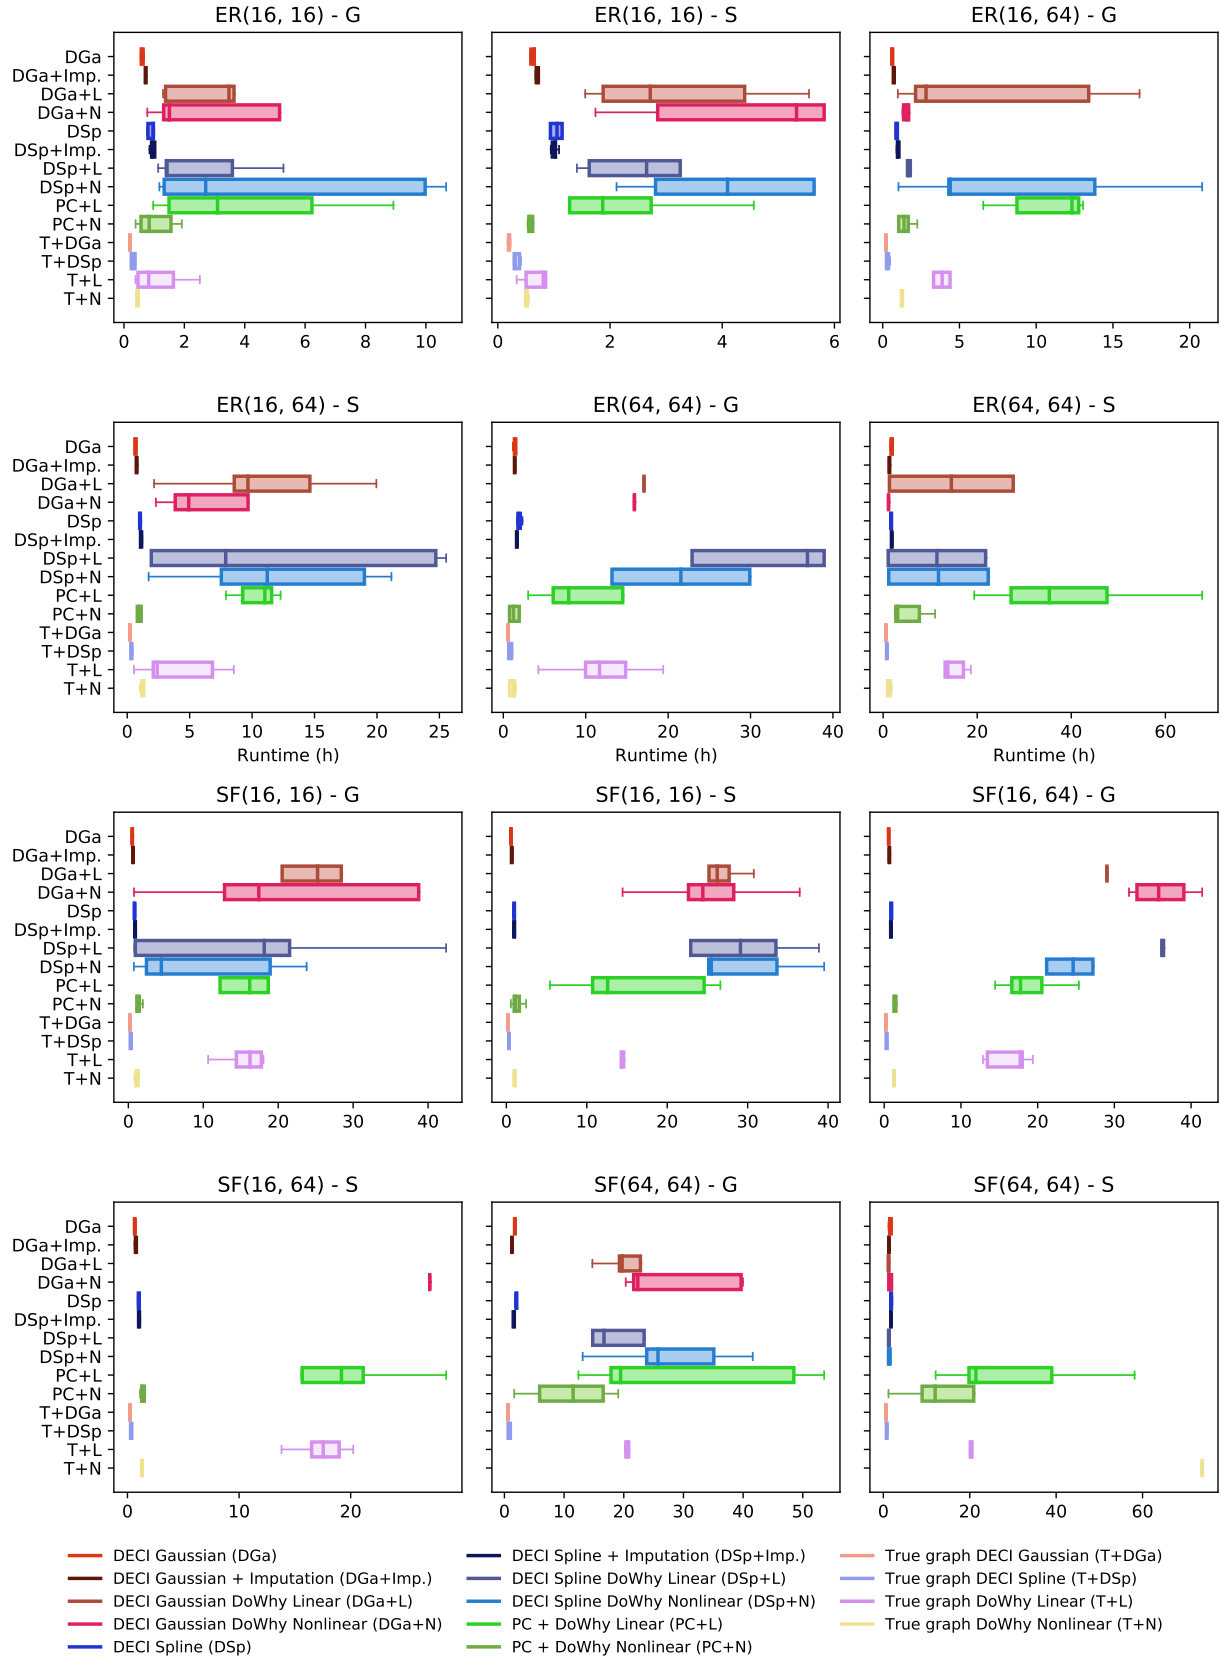 ER(16, 16) - G
ER(16, 16) - S
ER(16, 64) - G
DGa
DGa+Imp.
DGa+L
DGa+N
DSp
DSp+Imp.
DSp+L
DSp+N
PC+L
PC+N
T+DGa
T+DSp
T+L
T+N
0 2 4 6 8 10
0 2 4 6
0 5 10 15 20
ER(16, 64) - S
ER(64, 64) - G
ER(64, 64) - S
DGa
DGa+Imp.
DGa+L
DGa+N
DSp
DSp+Imp.
DSp+L
DSp+N
PC+L
PC+N
T+DGa
T+DSp
T+L
T+N
0 5 10 15 20 25
0 10 20 30 40
0 20 40 60
Runtime (h)
Runtime (h)
Runtime (h)
SF(16, 16) - G
SF(16, 16) - S
SF(16, 64) - G
DGa
DGa+Imp.
DGa+L
DGa+N
DSp
DSp+Imp.
DSp+L
DSp+N
PC+L
PC+N
T+DGa
T+DSp
T+L
T+N
0 10 20 30 40
0 10 20 30 40
0 10 20 30 40
SF(16, 64) - S
SF(64, 64) - G
SF(64, 64) - S
DGa
DGa+Imp.
DGa+L
DGa+N
DSp
DSp+Imp.
DSp+L
DSp+N
PC+L
PC+N
T+DGa
T+DSp
T+L
T+N
0 10 20
0 10 20 30 40 50
0 20 40 60
DECI Gaussian (DGa)
DECI Gaussian + Imputation (DGa+Imp.)
DECI Gaussian DoWhy Linear (DGa+L)
DECI Gaussian DoWhy Nonlinear (DGa+N)
DECI Spline (DSp)
DECI Spline + Imputation (DSp+Imp.)
DECI Spline DoWhy Linear (DSp+L)
DECI Spline DoWhy Nonlinear (DSp+N)
PC + DoWhy Linear (PC+L)
PC + DoWhy Nonlinear (PC+N)
True graph DECI Gaussian (T+DGa)
True graph DECI Spline (T+DSp)
True graph DoWhy Linear (T+L)
True graph DoWhy Nonlinear (T+N)